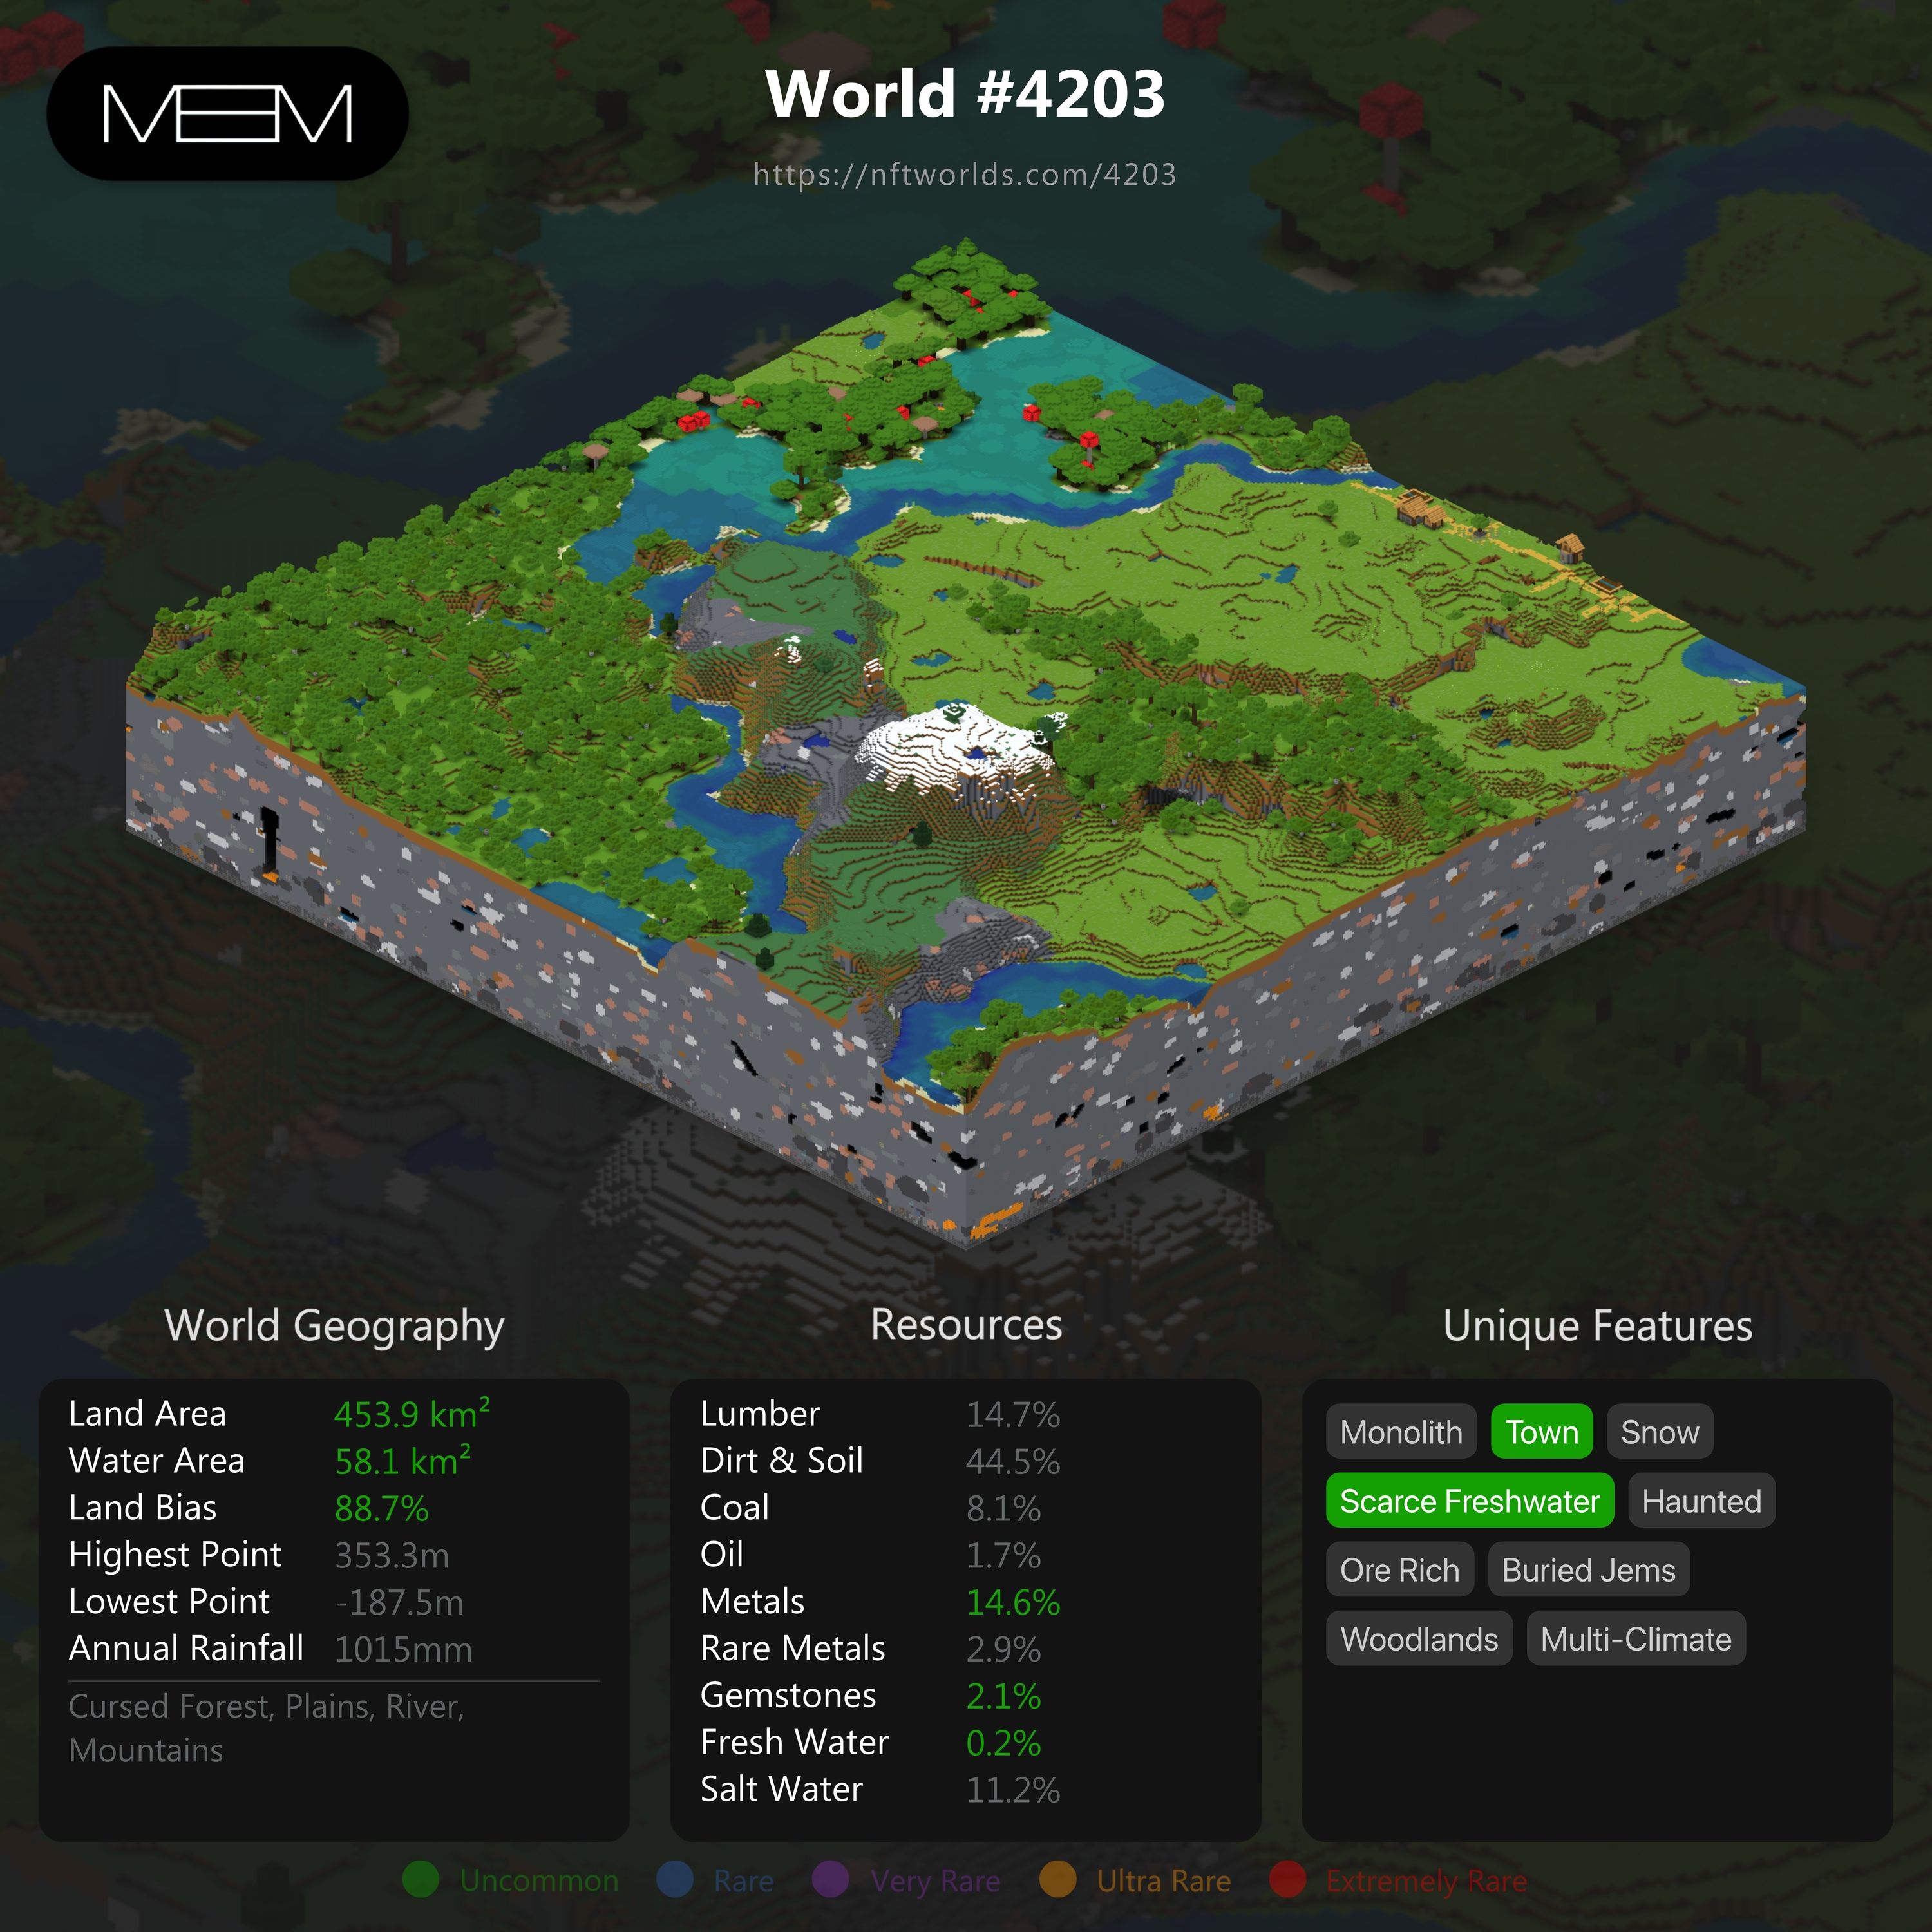 MEM
World #4203
https://nftworlds.com/4203
World Geography
Land Area 453.9 km²
Water Area 58.1 km²
Land Bias 88.7%
Highest Point 353.3m
Lowest Point -187.5m
Annual Rainfall 1015mm
Cursed Forest, Plains, River,
Mountains
Resources
Lumber 14.7%
Dirt & Soil 44.5%
Coal 8.1%
Oil 1.7%
Metals 14.6%
Rare Metals 2.9%
Gemstones 2.1%
Fresh Water 0.2%
Salt Water 11.2%
Unique Features
Monolith Town Snow
Scarce Freshwater Haunted
Ore Rich Buried Jems
Woodlands Multi-Climate
Uncommon Rare Very Rare Ultra Rare Extremely Rare